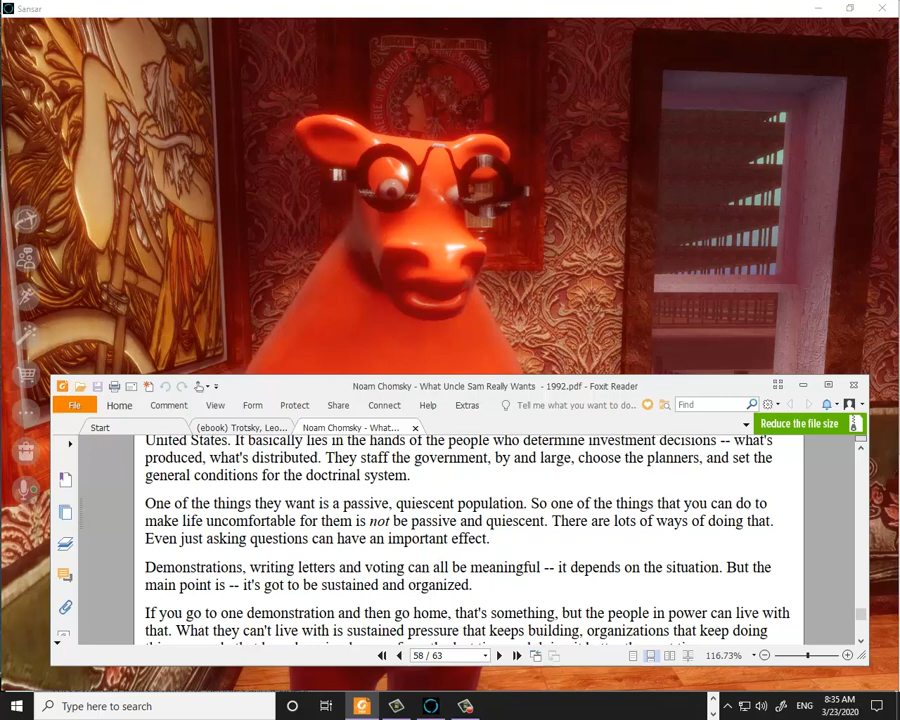 Sansar
Noam Chomsky - What Uncle Sam Really Wants - 1992.pdf - Foxit Reader
File Home Comment View Form Protect Share Connect Help Extras Tell me what you want to do.. Find
Start (ebook) Trotsky, Leo... Noam Chomsky - What... Reduce the file size
United States. It basically lies in the hands of the people who determine investment decisions -- what's
produced, what's distributed. They staff the government, by and large, choose the planners, and set the
general conditions for the doctrinal system.
One of the things they want is a passive, quiescent population. So one of the things that you can do to
make life uncomfortable for them is not be passive and quiescent. There are lots of ways of doing that.
Even just asking questions can have an important effect.
Demonstrations, writing letters and voting can all be meaningful -- it depends on the situation. But the
main point is -- it's got to be sustained and organized.
If you go to one demonstration and then go home, that's something, but the people in power can live with
that. What they can't live with is sustained pressure that keeps building, organizations that keep doing
58 / 63 116.73%
Type here to search ENG 8:35 AM
3/23/2020